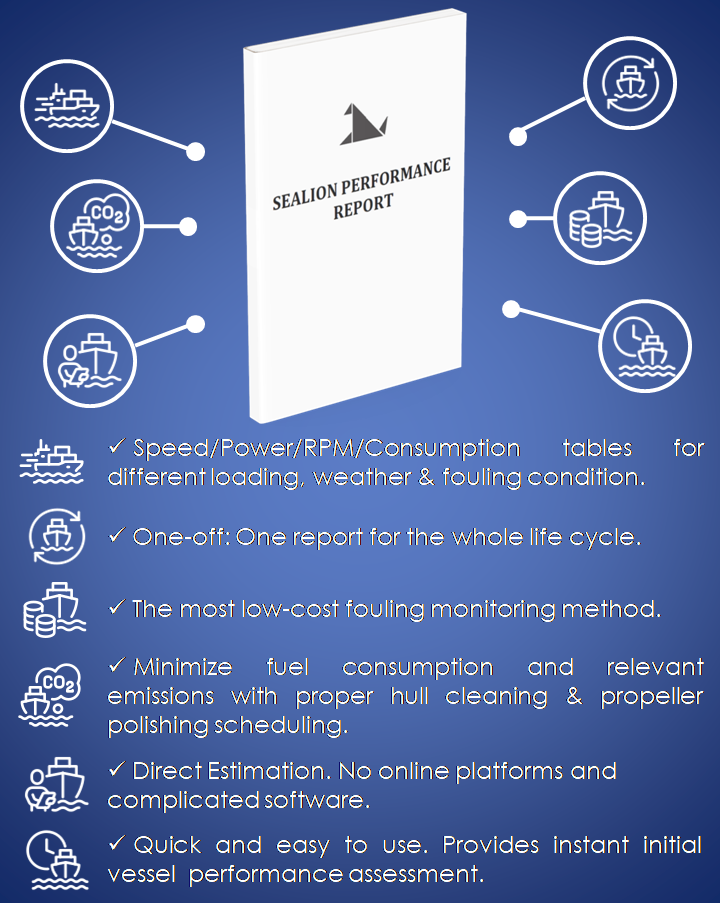 CO2
SEALION PERFORMANCE
REPORT
✓ Speed/Power/RPM/Consumption tables for
different loading, weather & fouling condition.
✓ One-off: One report for the whole life cycle.
✓ The most low-cost fouling monitoring method.
CO2
✓ Minimize fuel consumption and relevant
emissions with proper hull cleaning & propeller
polishing scheduling.
✓ Direct Estimation. No online platforms and
complicated software.
✓ Quick and easy to use. Provides instant initial
vessel performance assessment.